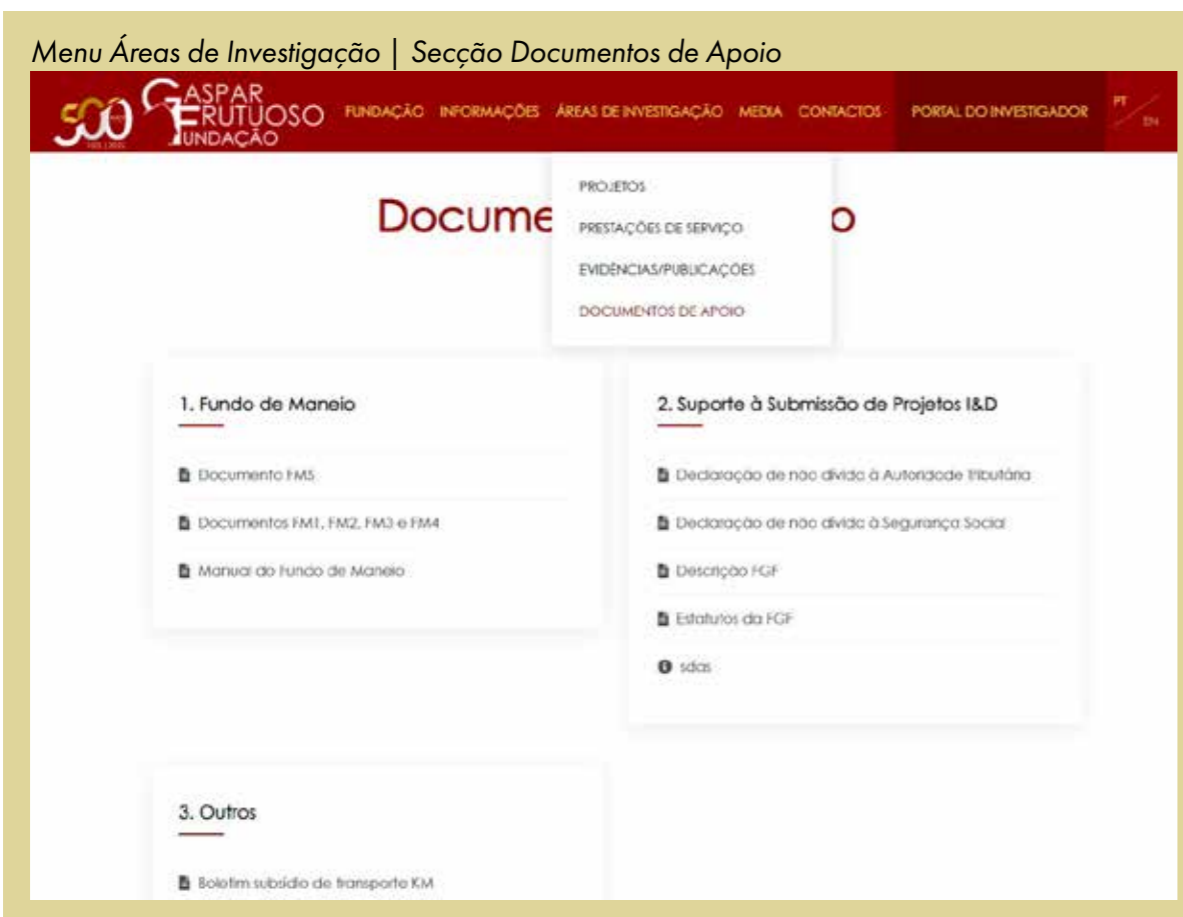 Menu Áreas de Investigação | Secção Documentos de Apoio
500 GASPAR FRUTUOSO FUNDAÇÃO
FUNDAÇÃO INFORMAÇÕES ÁREAS DE INVESTIGAÇÃO MEDIA CONTACTOS PORTAL DO INVESTIGADOR PT EN
PROJETOS
PRESTAÇÕES DE SERVIÇO
EVIDÊNCIAS/PUBLICAÇÕES
DOCUMENTOS DE APOIO
Docume o
1. Fundo de Maneio
Documento FM5
Documentos FM1, FM2, FM3 e FM4
Manual do Fundo de Maneio
2. Suporte à Submissão de Projetos I&D
Declaração de não dívida à Autoridade Tributária
Declaração de não dívida à Segurança Social
Descrição FGF
Estatutos da FGF
sdas
3. Outros
Boletim subsídio de transporte KM